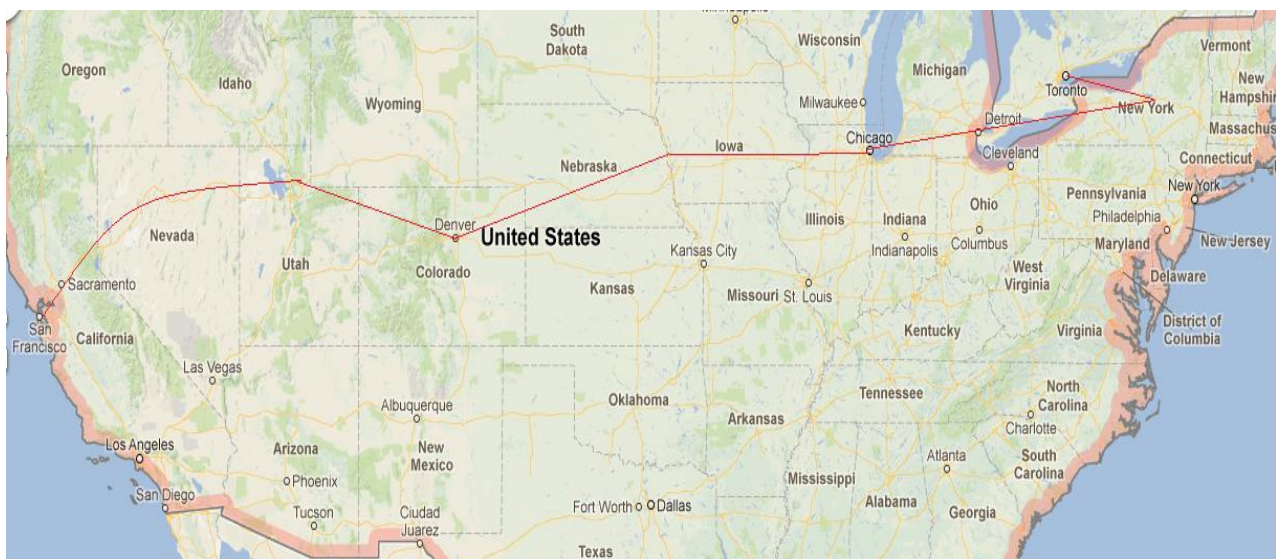 Minneapolis
South
Dakota
Wisconsin
Vermont
Oregon
Idaho
Michigan
Toronto
New
Hampshire
Wyoming
Milwaukee
New York
Detroit
Massachus
Chicago
Iowa
Nebraska
Cleveland
Connecticut
Pennsylvania
New York
Nevada
Denver
United States
Illinois
Indiana
Ohio
Philadelphia
Utah
Indianapolis
Columbus
Maryland
New Jersey
Colorado
Kansas City
Sacramento
West
Virginia
Delaware
Kansas
Missouri
St. Louis
San
Francisco
California
Kentucky
Virginia
District of
Columbia
Las Vegas
Albuquerque
Oklahoma
Tennessee
North
Carolina
Arkansas
Charlotte
Los Angeles
Arizona
New
Mexico
Atlanta
South
Carolina
Phoenix
Mississippi
San Diego
Tucson
Ciudad
Juarez
Fort Worth
Dallas
Alabama
Georgia
Texas